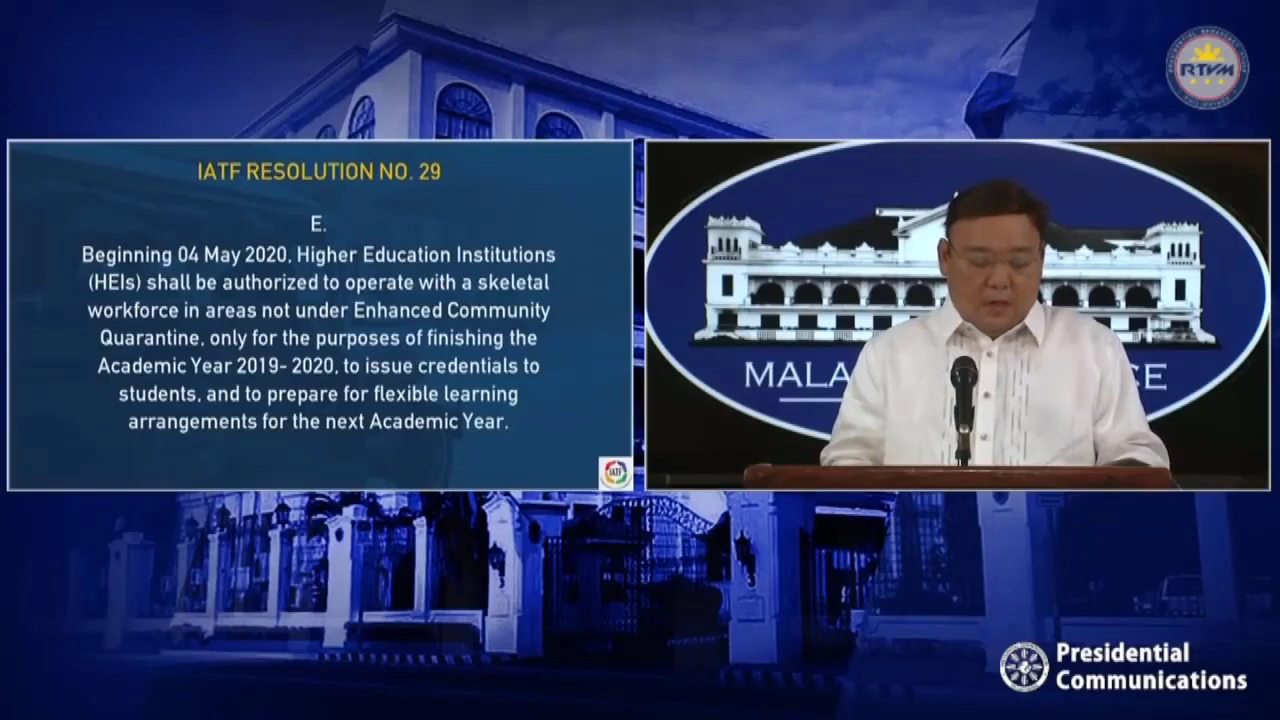 RTVM
IATF RESOLUTION NO. 29
E.
Beginning 04 May 2020, Higher Education Institutions
(HEIs) shall be authorized to operate with a skeletal
workforce in areas not under Enhanced Community
Quarantine, only for the purposes of finishing the
Academic Year 2019- 2020, to issue credentials to
students, and to prepare for flexible learning
arrangements for the next Academic Year.
IATF
MALA CE
Presidential
Communications